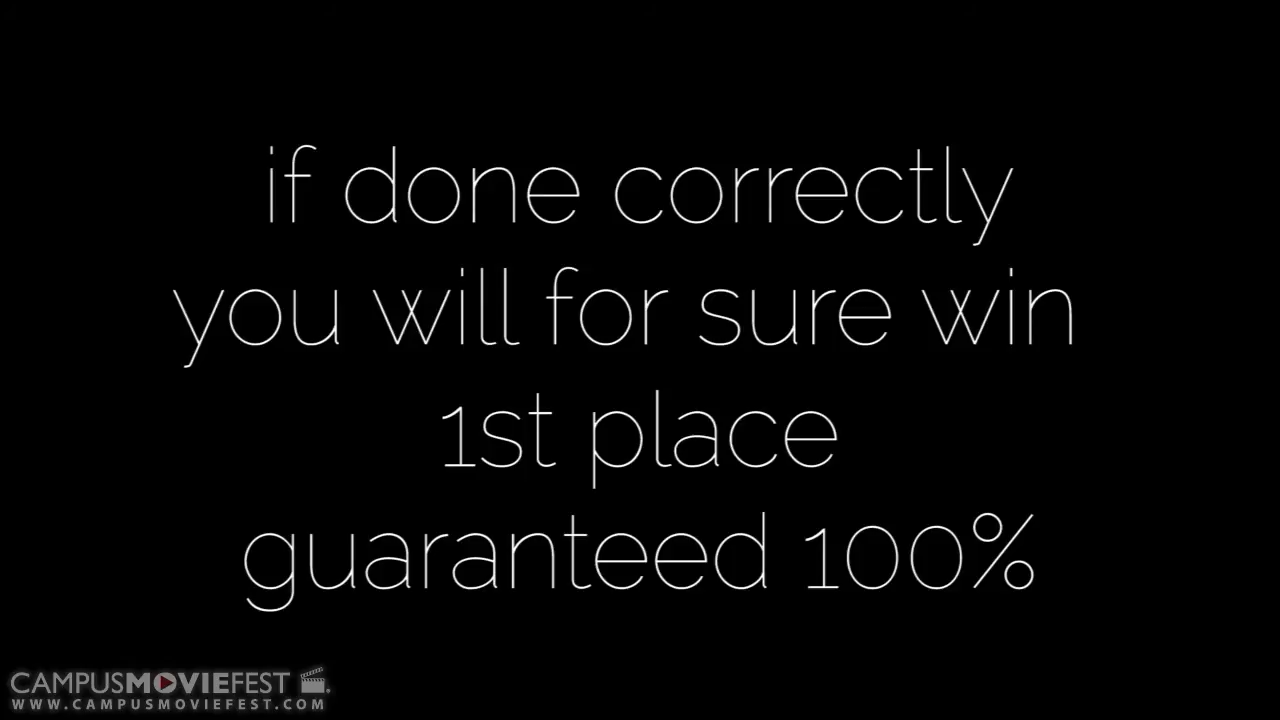 if done correctly
you will for sure win
1st place
guaranteed 100%
CAMPUSMOVIEFEST
WWW.CAMPUSMOVIEFEST.COM